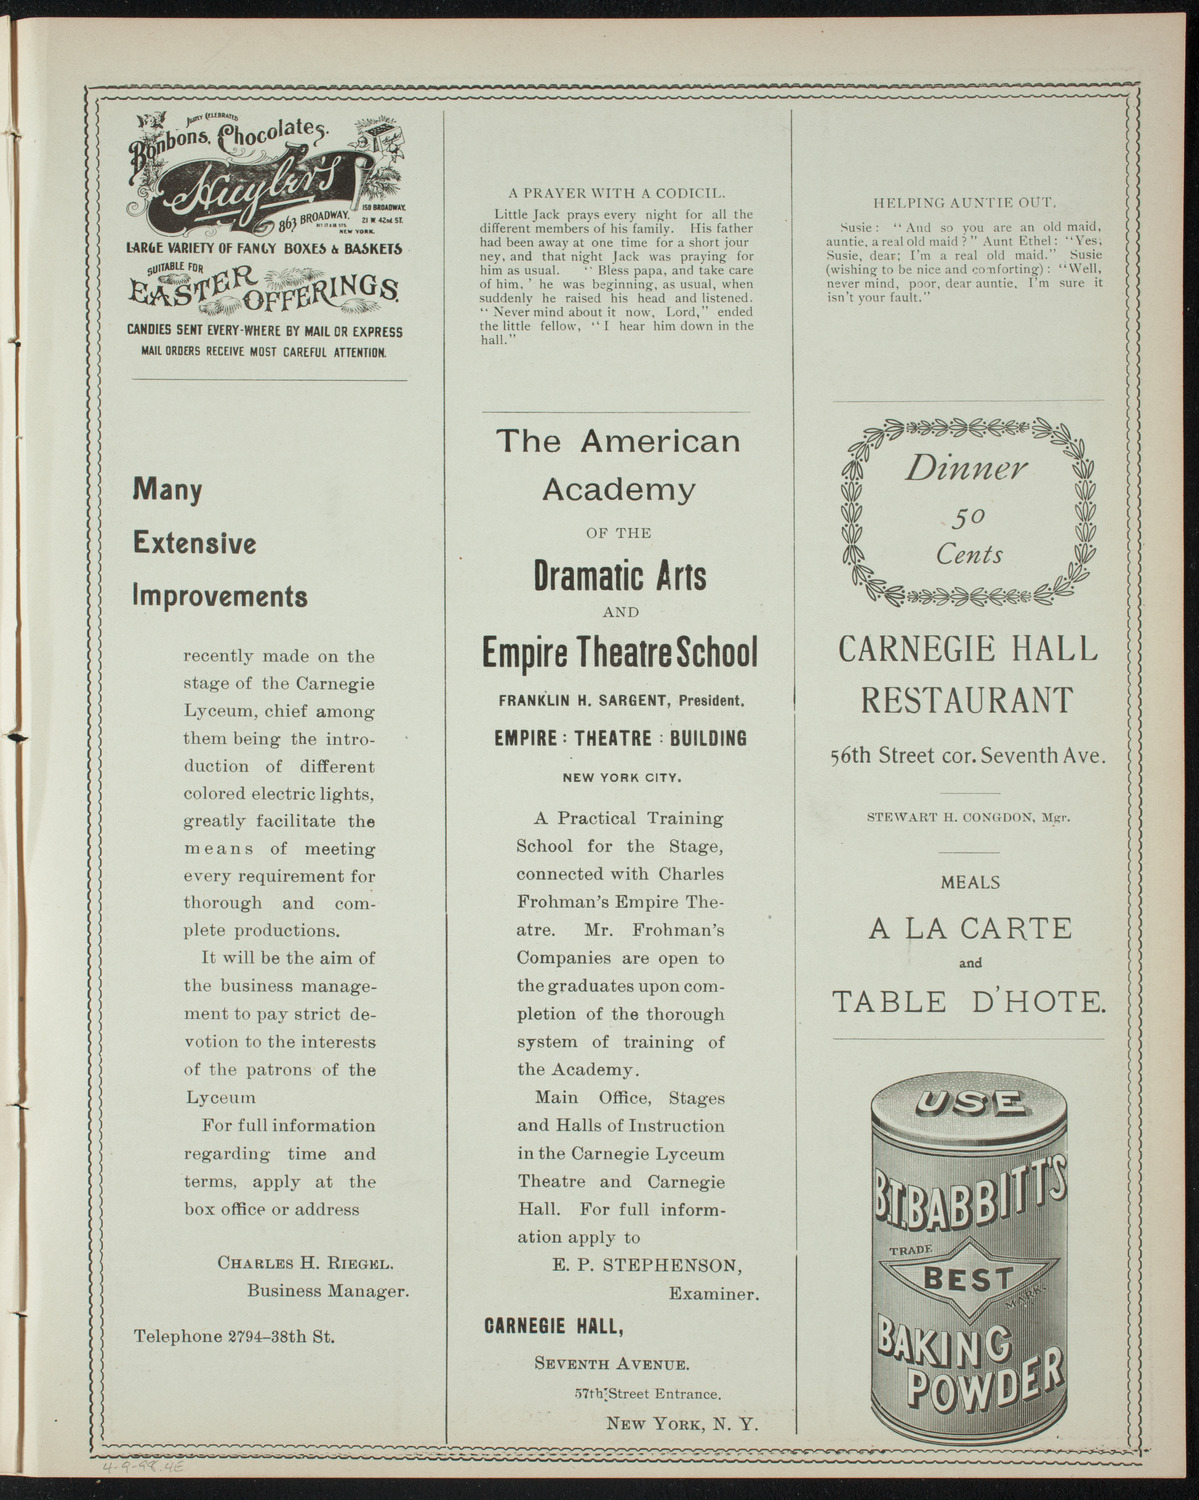 JUSTLY CELEBRATED
Bonbons, Chocolates.
Huyler's
863 BROADWAY,
150 BROADWAY.
21 W. 42nd ST.
NEW YORK.
LARGE VARIETY OF FANCY BOXES & BASKETS
SUITABLE FOR
EASTER
OFFERINGS.
CANDIES SENT EVERY-WHERE BY MAIL OR EXPRESS
MAIL ORDERS RECEIVE MOST CAREFUL ATTENTION.
Many
Extensive
Improvements
recently made on the
stage of the Carnegie
Lyceum, chief among
them being the intro-
duction of different
colored electric lights,
greatly facilitate the
means of meeting
every requirement for
thorough and com-
plete productions.
It will be the aim of
the business manage-
ment to pay strict de-
votion to the interests
of the patrons of the
Lyceum
For full information
regarding time and
terms, apply at the
box office or address
CHARLES H. RIEGEL.
Business Manager.
Telephone 2794–38th St.
A PRAYER WITH A CODICIL.
Little Jack prays every night for all the
different members of his family. His father
had been away at one time for a short jour
ney, and that night Jack was praying for
him as usual. "Bless papa, and take care
of him, ' he was beginning, as usual, when
suddenly he raised his head and listened.
"Never mind about it now, Lord," ended
the little fellow, "I hear him down in the
hall."
The American
Academy
OF THE
Dramatic Arts
AND
Empire Theatre School
FRANKLIN H. SARGENT, President.
EMPIRE : THEATRE : BUILDING
NEW YORK CITY.
A Practical Training
School for the Stage,
connected with Charles
Frohman's Empire The-
atre. Mr. Frohman's
Companies are open to
the graduates upon com-
pletion of the thorough
system of training of
the Academy.
Main Office, Stages
and Halls of Instruction
in the Carnegie Lyceum
Theatre and Carnegie
Hall. For full inform-
ation apply to
E. P. STEPHENSON,
Examiner.
CARNEGIE HALL,
SEVENTH AVENUE.
57th Street Entrance.
NEW YORK, N. Y.
HELPING AUNTIE OUT.
Susie: "And so you are an old maid,
auntie, a real old maid?" Aunt Ethel: "Yes,
Susie, dear; I'm a real old maid." Susie
(wishing to be nice and comforting): "Well,
never mind, poor, dear auntie, I'm sure it
isn't your fault."
Dinner
50
Cents
CARNEGIE HALL
RESTAURANT
56th Street cor. Seventh Ave.
STEWART H. CONGDON, Mgr.
MEALS
A LA CARTE
and
TABLE D'HOTE.
USE
B.T. BABBITT'S
TRADE
BEST
MARK
BAKING
POWDER
4-9-98.4E